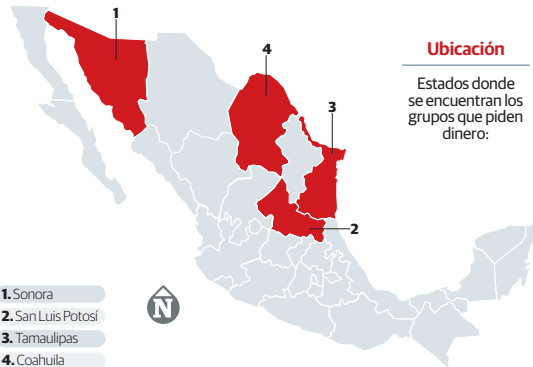 1
4
Ubicación
Estados donde
se encuentran los
grupos que piden
dinero:
3
2
1. Sonora
2. San Luis Potosí
3. Tamaulipas
4. Coahuila
N